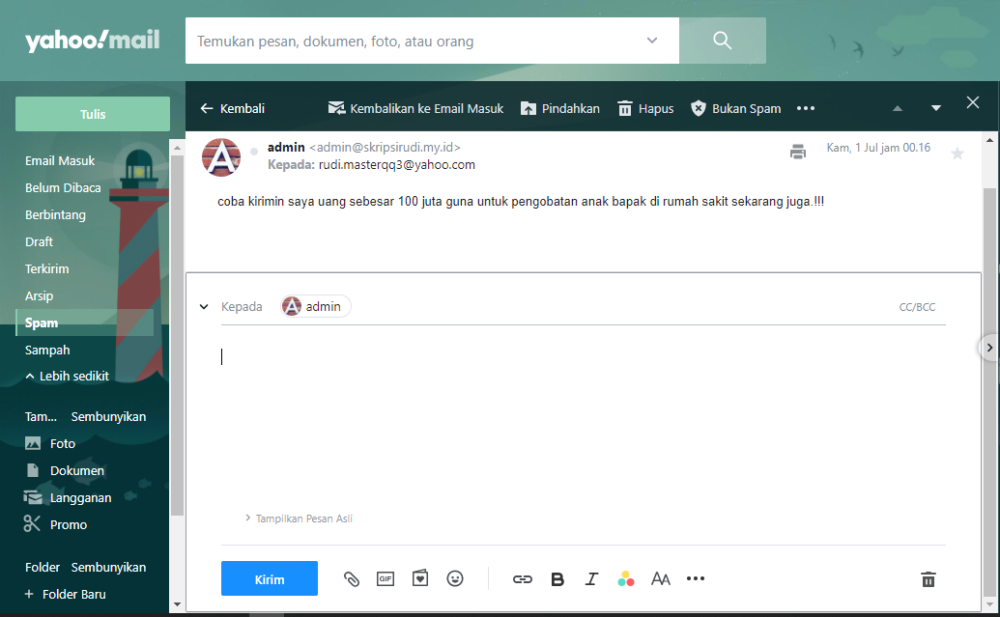 yahoo!mail
Temukan pesan, dokumen, foto, atau orang
Tulis
Email Masuk
Belum Dibaca
Berbintang
Draft
Terkirim
Arsip
Spam
Sampah
Lebih sedikit
Tam... Sembunyikan
Foto
Dokumen
Langganan
Promo
Folder Sembunyikan
+ Folder Baru
Kembali
Kembalikan ke Email Masuk
Pindahkan
Hapus
Bukan Spam
A
admin <admin@skripsirudi.my.id>
Kam, 1 Jul jam 00.16
Kepada: rudi.masterqq3@yahoo.com
coba kirimin saya uang sebesar 100 juta guna untuk pengobatan anak bapak di rumah sakit sekarang juga.!!!
Kepada A admin
CC/BCC
Tampilkan Pesan Asli
Kirim
GIF
B I AA